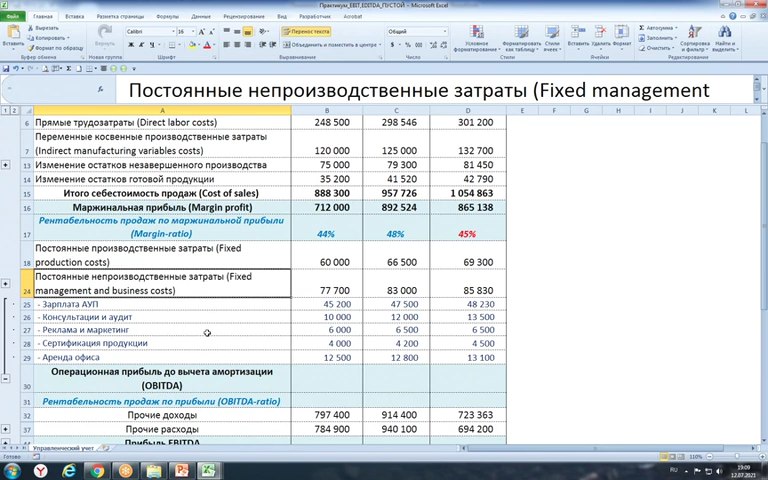 Практикум_EBIT,EDITDA_ПУСТОЙ - Microsoft Excel
Файл Главная Вставка Разметка страницы Формулы Данные Рецензирование Вид Разработчик Acrobat
Вставить Вырезать Копировать Формат по образцу
Буфер обмена
Вернуть
Новая группа
Calibri 16
Шрифт
Перенос текста
Объединить и поместить в центре
Выравнивание
Общий
Число
Условное форматирование Форматировать как таблицу Стили ячеек
Стили
Вставить Удалить Формат
Ячейки
Автосумма Заполнить Очистить
Сортировка и фильтр Найти и выделить
Редактирование
Постоянные непроизводственные затраты (Fixed management
1 2 A B C D E F G H I J K L
6 Прямые трудозатраты (Direct labor costs) 248 500 298 546 301 200
Переменные косвенные производственные затраты
7 (Indirect manufacturing variables costs) 120 000 125 000 132 700
13 Изменение остатков незавершенного производства 75 000 79 300 81 450
14 Изменение остатков готовой продукции 35 200 41 520 42 790
15 Итого себестоимость продаж (Cost of sales) 888 300 957 726 1 054 863
16 Маржинальная прибыль (Margin profit) 712 000 892 524 865 138
Рентабельность продаж по маржинальной прибыли
17 (Margin-ratio) 44% 48% 45%
Постоянные производственные затраты (Fixed
18 production costs) 60 000 66 500 69 300
Постоянные непроизводственные затраты (Fixed
24 management and business costs) 77 700 83 000 85 830
25 - Зарплата АУП 45 200 47 500 48 230
26 - Консультации и аудит 10 000 12 000 13 500
27 - Реклама и маркетинг 6 000 6 500 6 500
28 - Сертификация продукции 4 000 4 200 4 500
29 - Аренда офиса 12 500 12 800 13 100
Операционная прибыль до вычета амортизации
30 (OBITDA)
31 Рентабельность продаж по прибыли (OBITDA-ratio)
32 Прочие доходы 797 400 914 400 723 363
37 Прочие расходы 784 900 940 100 694 200
Прибыль EBITDA
Управленческий учет
Готово 110%
RU 19:09
12.07.2021